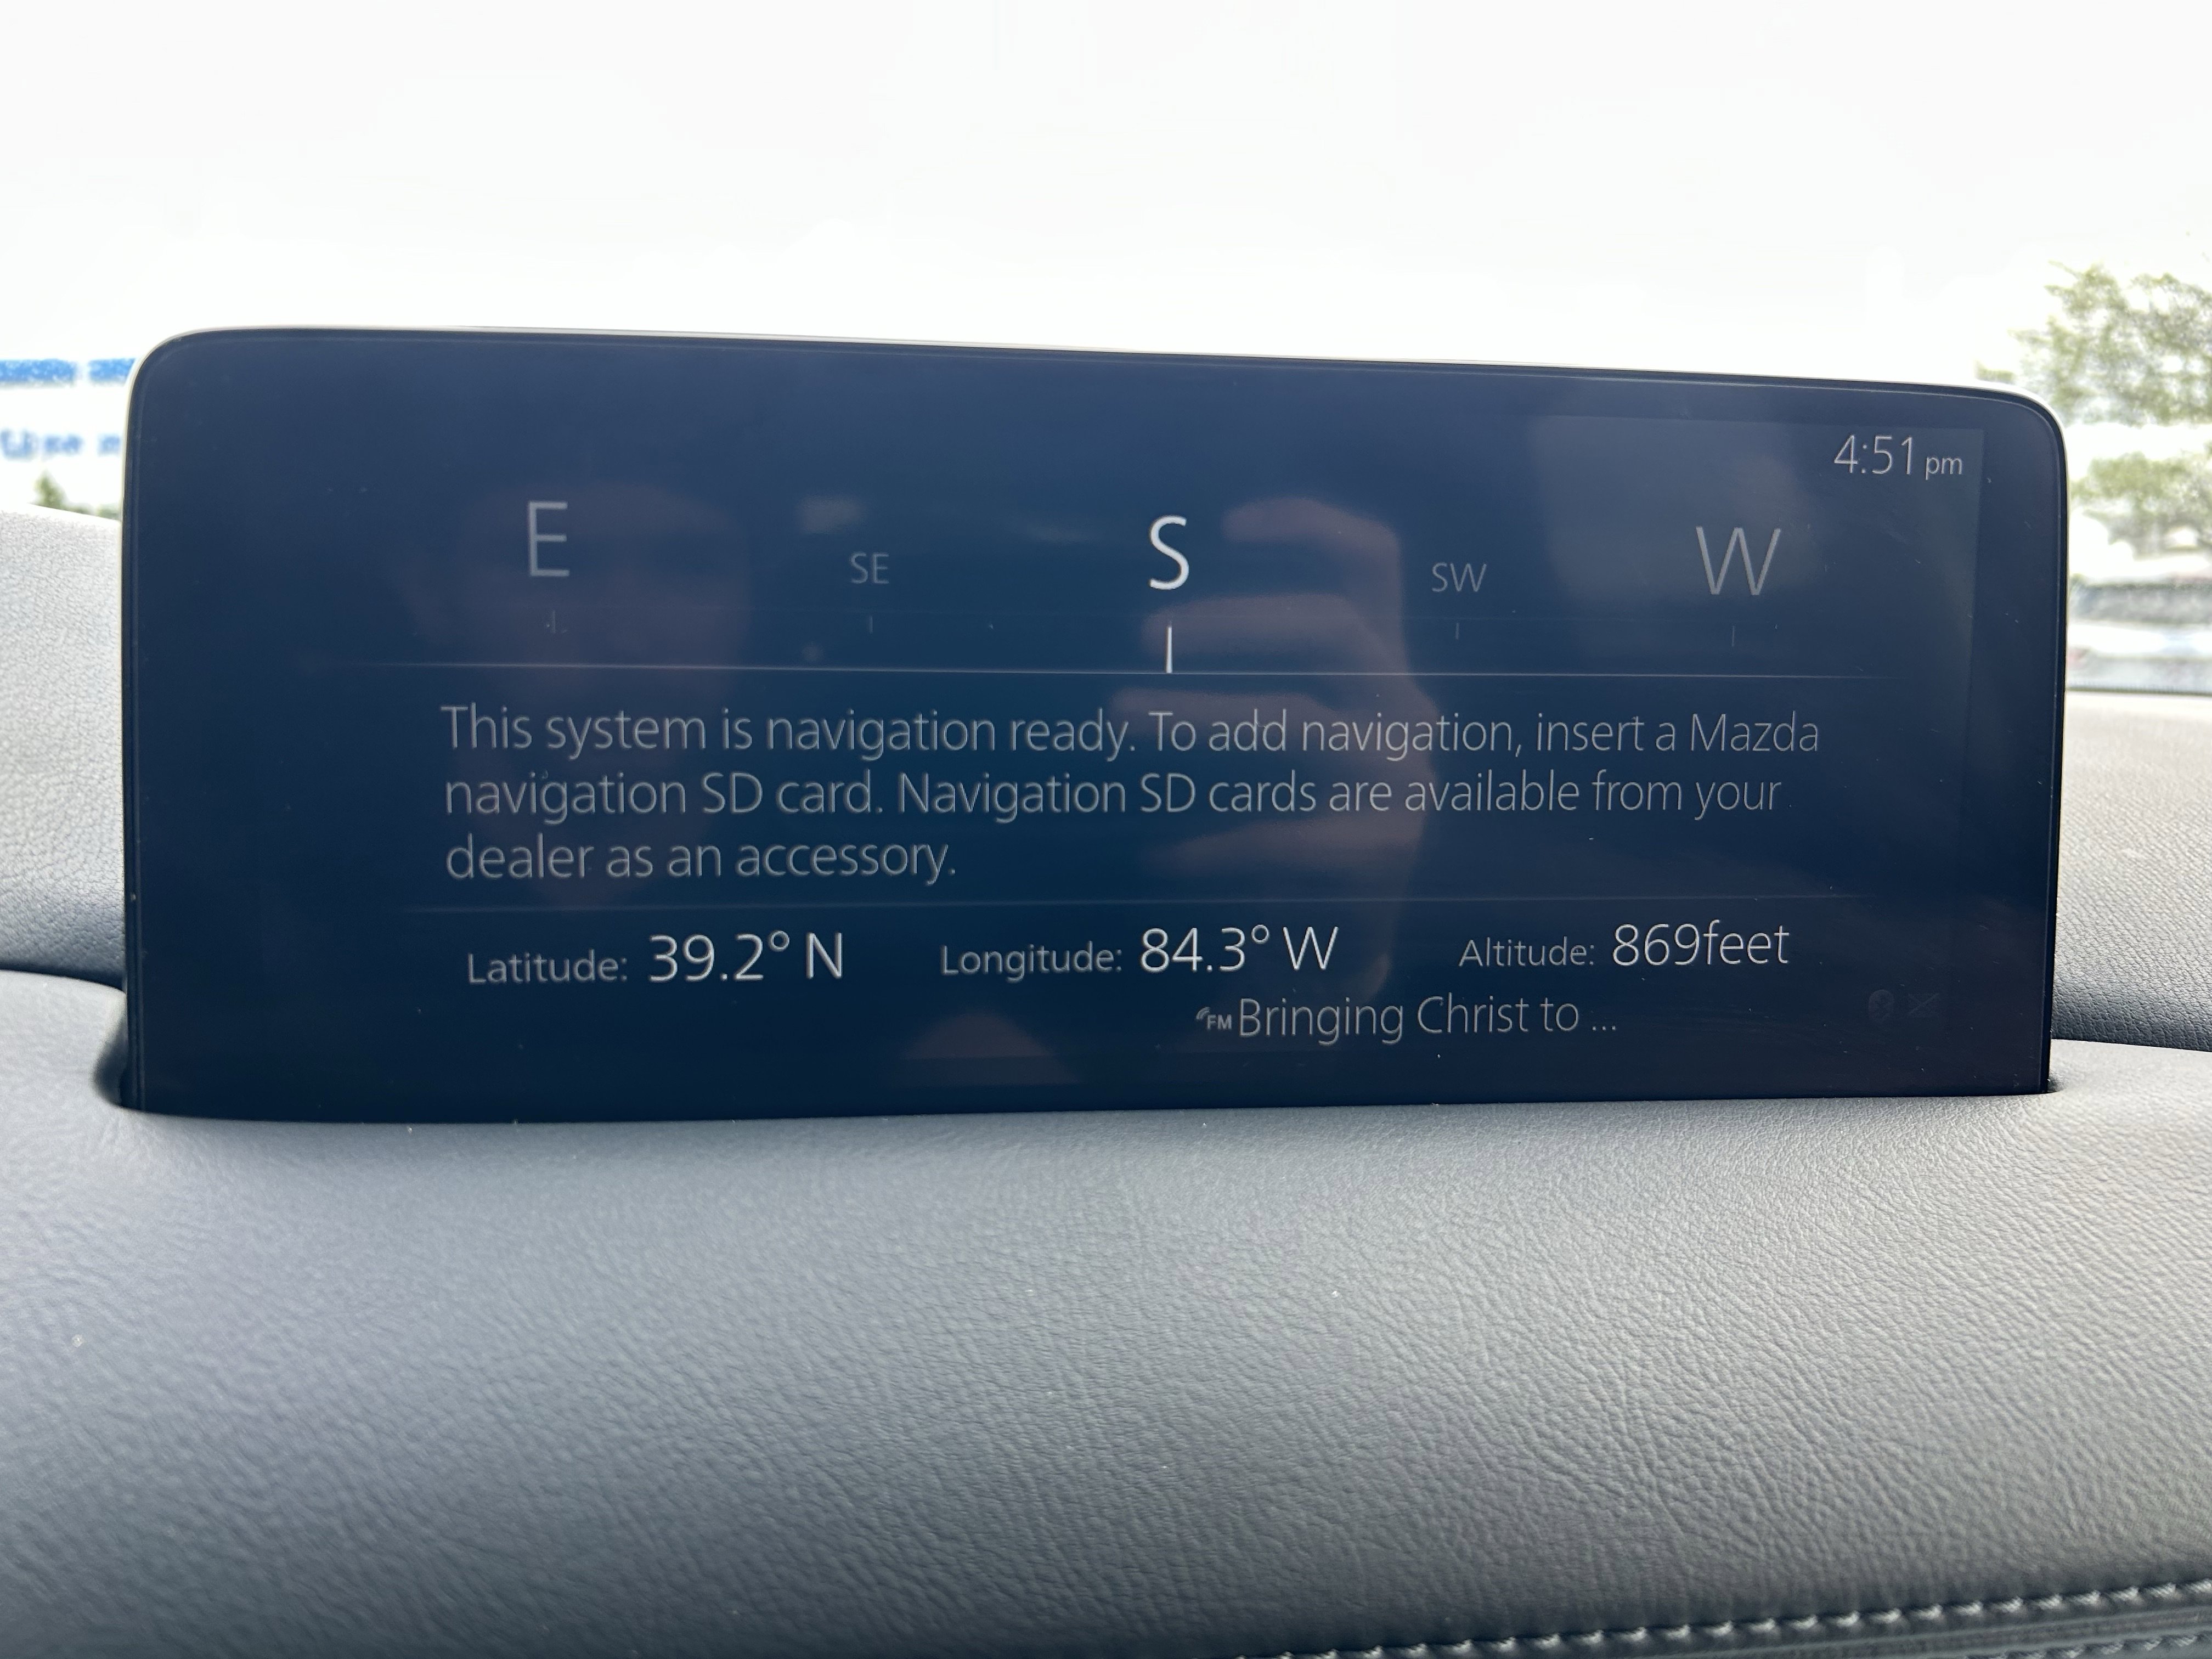 4:51 pm
E SE S SW W
This system is navigation ready. To add navigation, insert a Mazda
navigation SD card. Navigation SD cards are available from your
dealer as an accessory.
Latitude: 39.2° N Longitude: 84.3° W Altitude: 869feet
FM Bringing Christ to ...